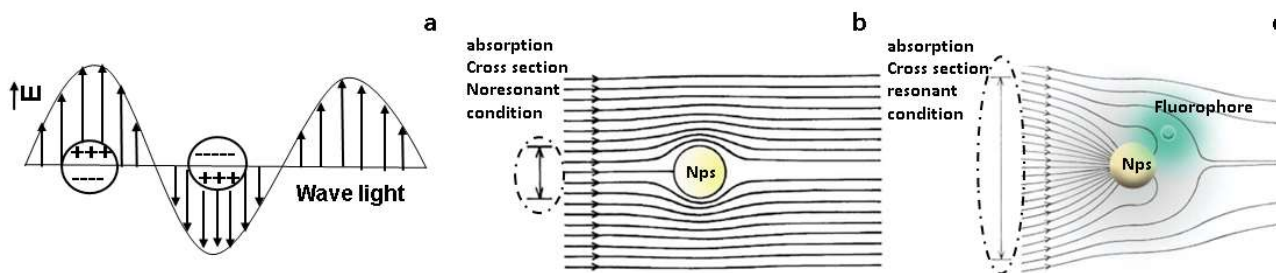 a
E
+++
----
-----
+++
Wave light
b
absorption
Cross section
Noresonant
condition
Nps
absorption
Cross section
resonant
condition
Fluorophore
Nps